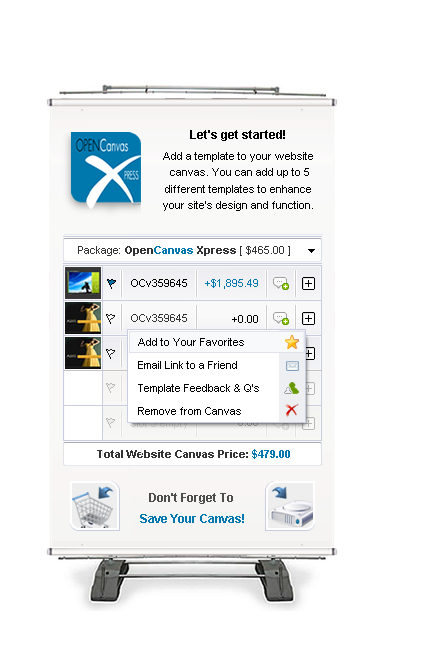 OPEN Canvas
XPRESS
Let's get started!
Add a template to your website
canvas. You can add up to 5
different templates to enhance
your site's design and function.
Package: OpenCanvas Xpress [ $465.00 ]
OCv359645 +$1,895.49
OCv359645 +0.00
Add to Your Favorites
Email Link to a Friend
Template Feedback & Q's
Remove from Canvas
Total Website Canvas Price: $479.00
Don't Forget To
Save Your Canvas!